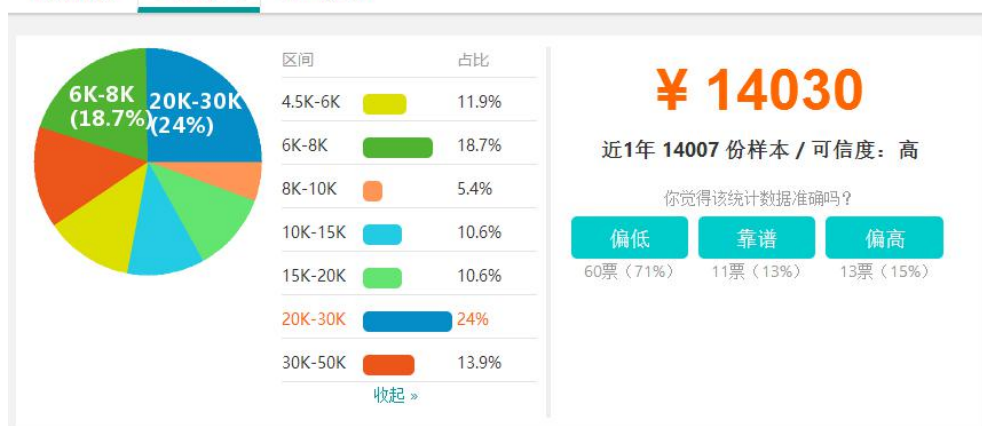 6K-8K
(18.7%)
20K-30K
(24%)
区间 占比
4.5K-6K 11.9%
6K-8K 18.7%
8K-10K 5.4%
10K-15K 10.6%
15K-20K 10.6%
20K-30K 24%
30K-50K 13.9%
收起 »
¥ 14030
近1年 14007 份样本 / 可信度：高
你觉得该统计数据准确吗？
偏低 靠谱 偏高
60票（71%） 11票（13%） 13票（15%）